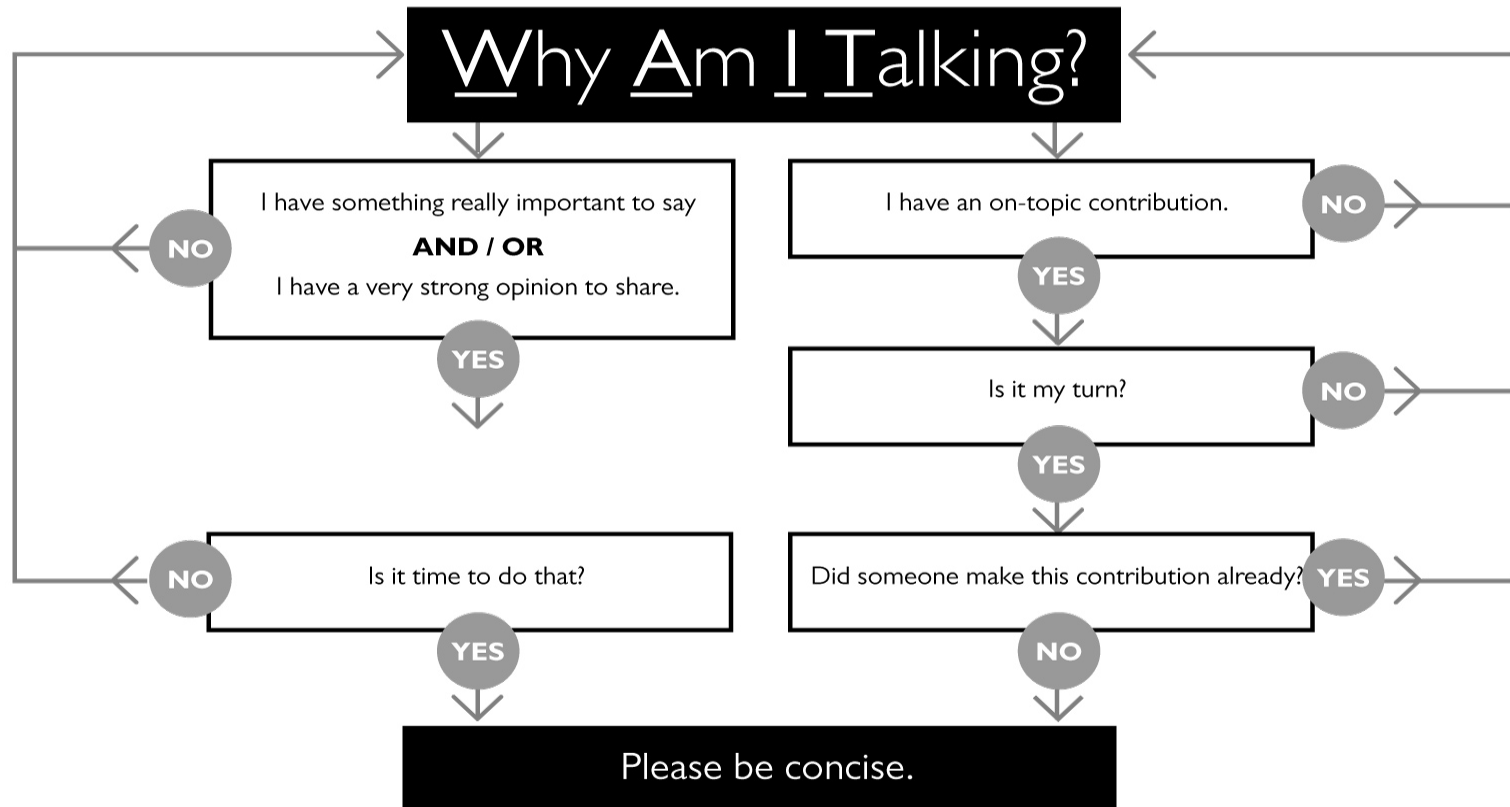 Why Am I Talking?
I have something really important to say
AND / OR
I have a very strong opinion to share.
NO
YES
Is it time to do that?
NO
YES
I have an on-topic contribution.
NO
YES
Is it my turn?
NO
YES
Did someone make this contribution already?
YES
NO
Please be concise.